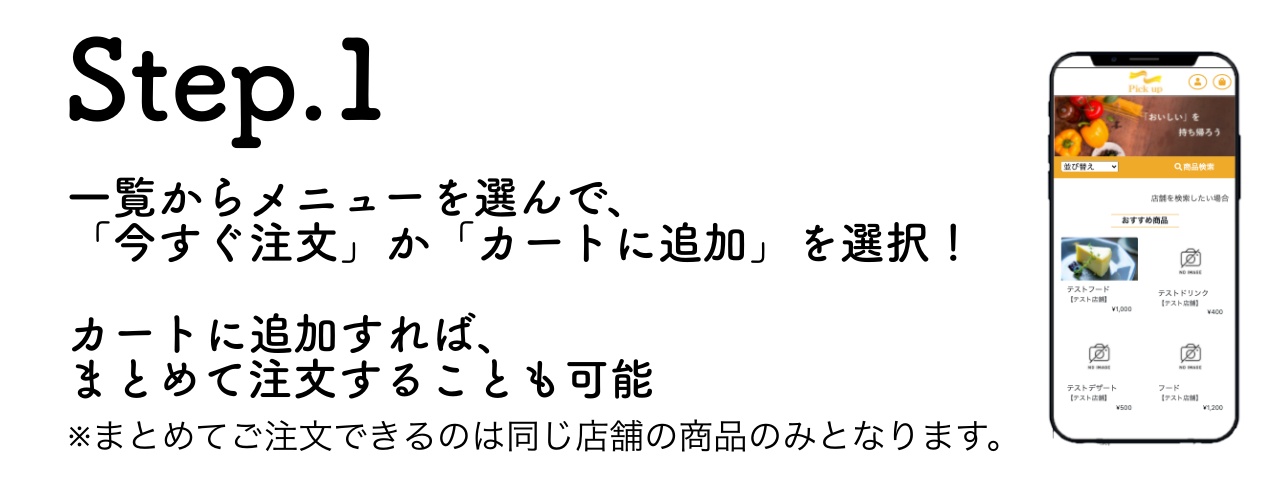 Step.1
一覧からメニューを選んで、
「今すぐ注文」か「カートに追加」を選択！
カートに追加すれば、
まとめて注文することも可能
※まとめてご注文できるのは同じ店舗の商品のみとなります。
Pick up
「おいしい」を
持ち帰ろう
並び替え
商品検索
店舗を検索したい場合
おすすめ商品
NO IMAGE
テストフード
【テスト店舗】
¥1,000
テストドリンク
【テスト店舗】
¥400
NO IMAGE
NO IMAGE
テストデザート
【テスト店舗】
¥500
フード
【テスト店舗】
¥1,200